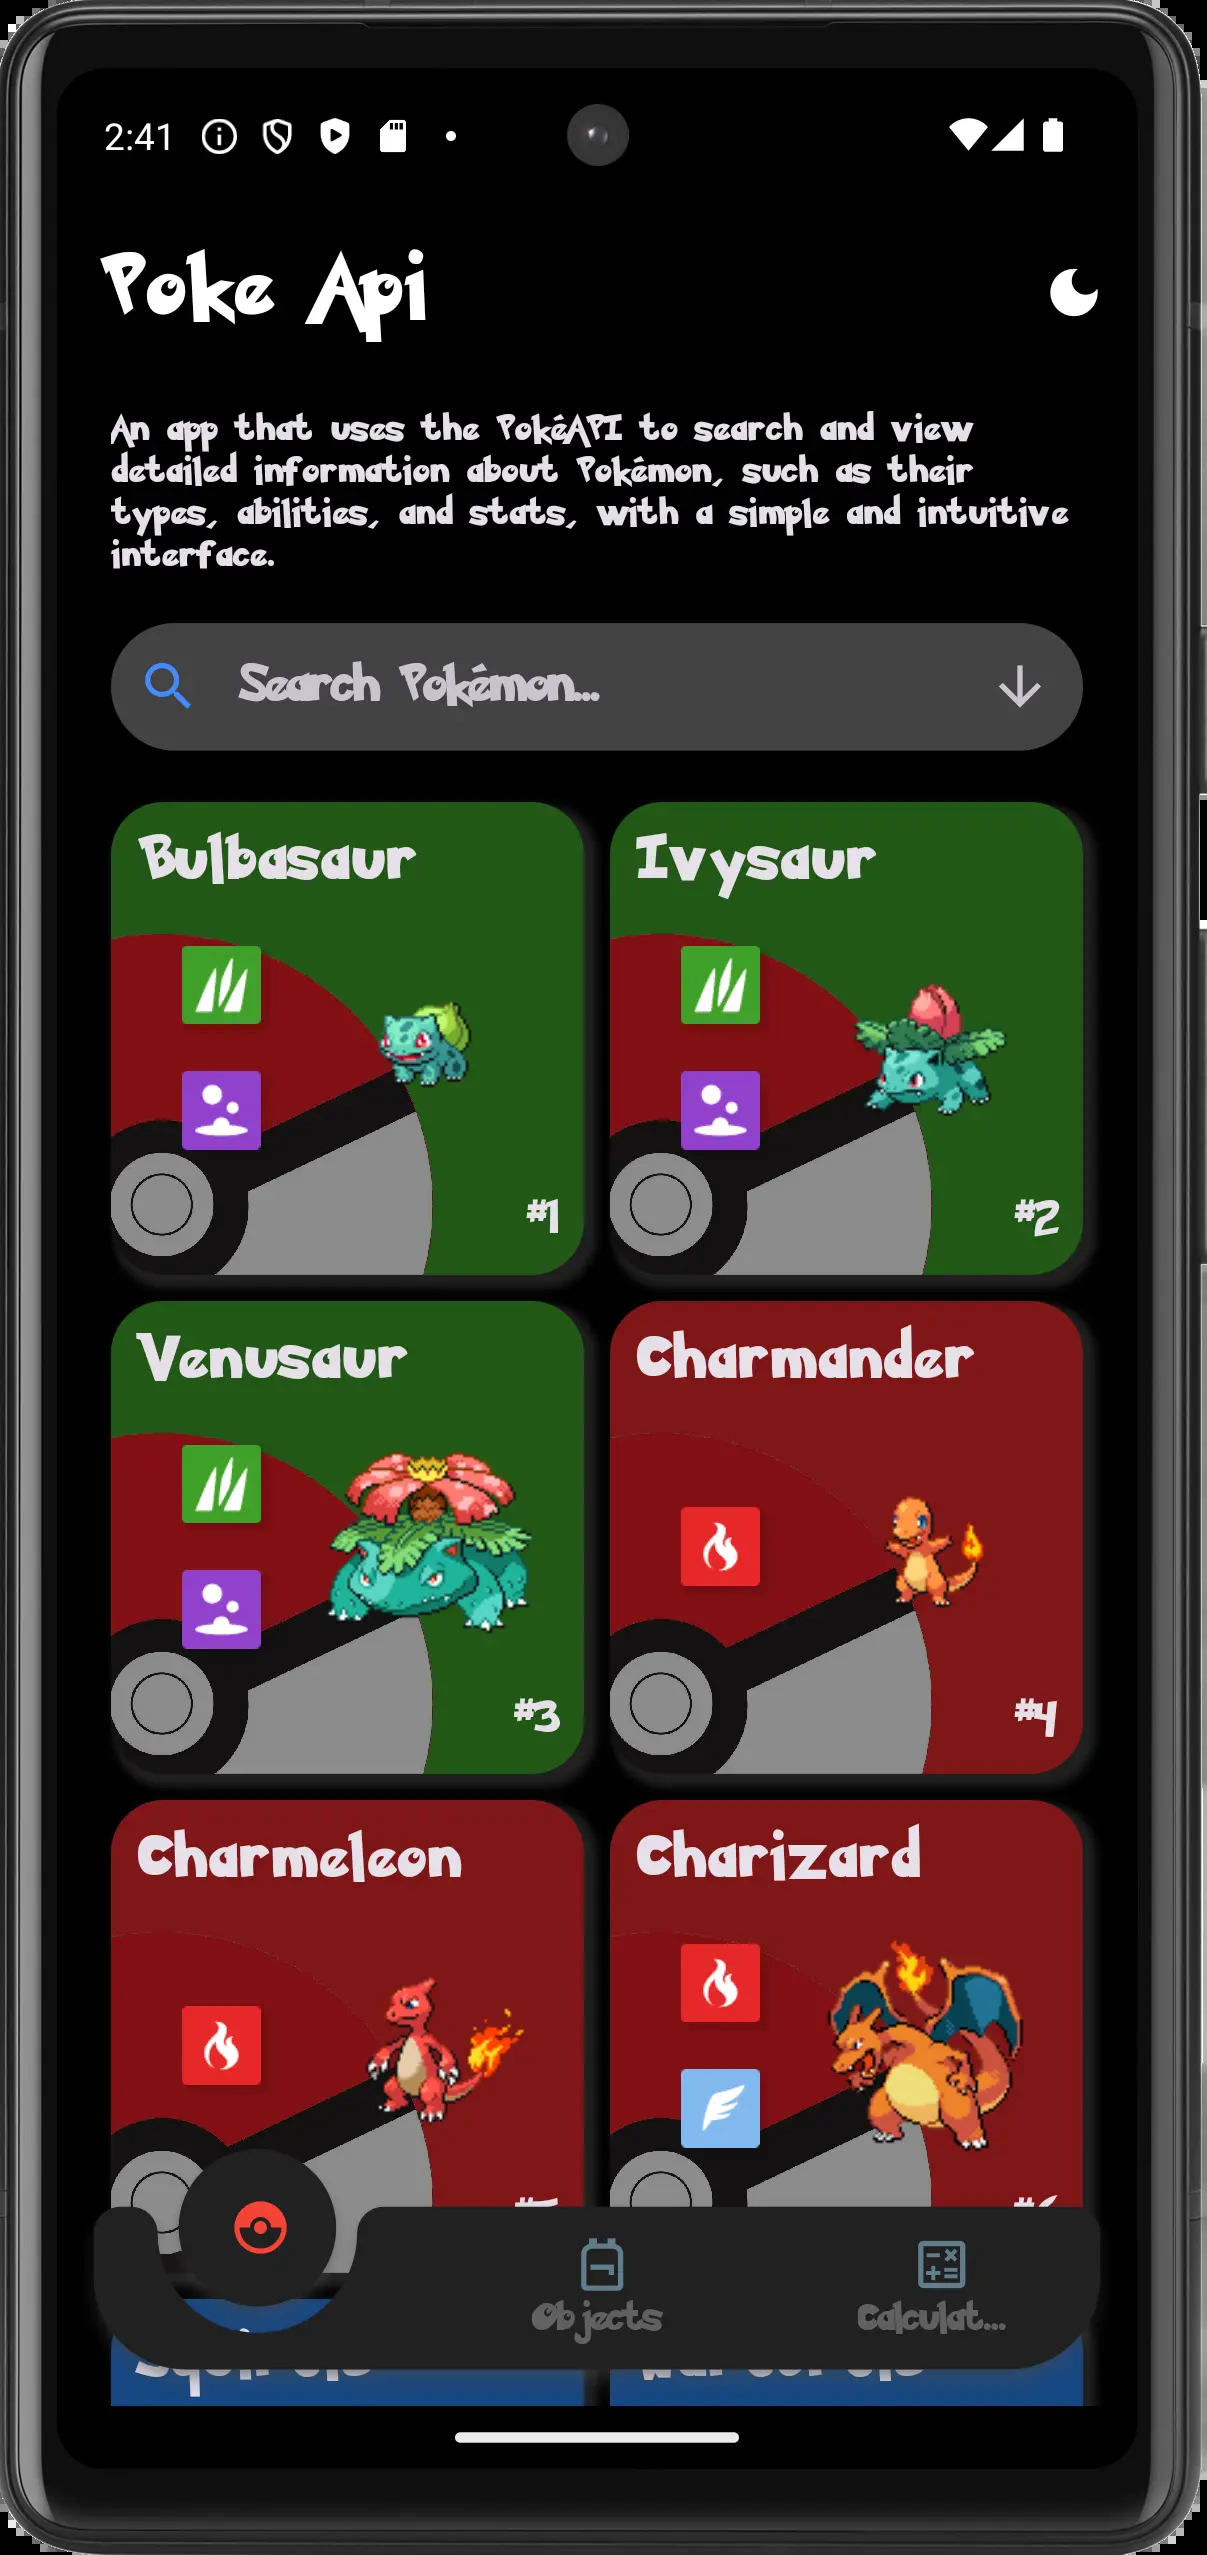 2:41
Poke Api
An app that uses the PokéAPI to search and view
detailed information about Pokémon, such as their
types, abilities, and stats, with a simple and intuitive
interface.
Search Pokémon...
Bulbasaur
Ivysaur
#1
#2
Venusaur
Charmander
#3
#4
Charmeleon
Charizard
Objects
Calculat...